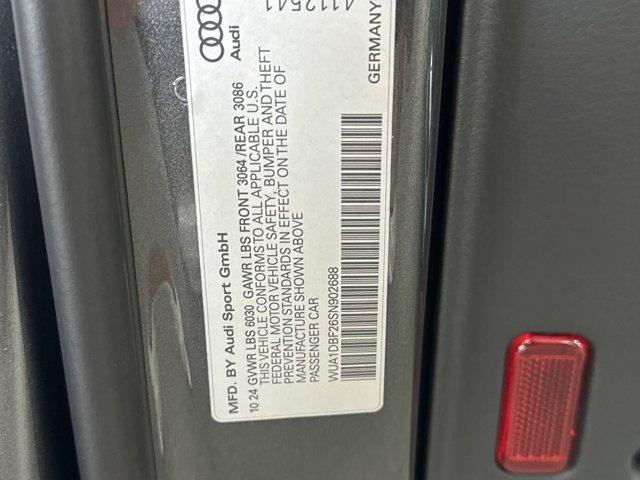 Audi
4112541
GERMANY
MFD. BY Audi Sport GmbH
10 24 GVWR LBS 6030 GAWR LBS FRONT 3064/REAR 3086
THIS VEHICLE CONFORMS TO ALL APPLICABLE U.S.
FEDERAL MOTOR VEHICLE SAFETY, BUMPER AND THEFT
PREVENTION STANDARDS IN EFFECT ON THE DATE OF
MANUFACTURE SHOWN ABOVE
PASSENGER CAR
WUA1DBF26SN902688